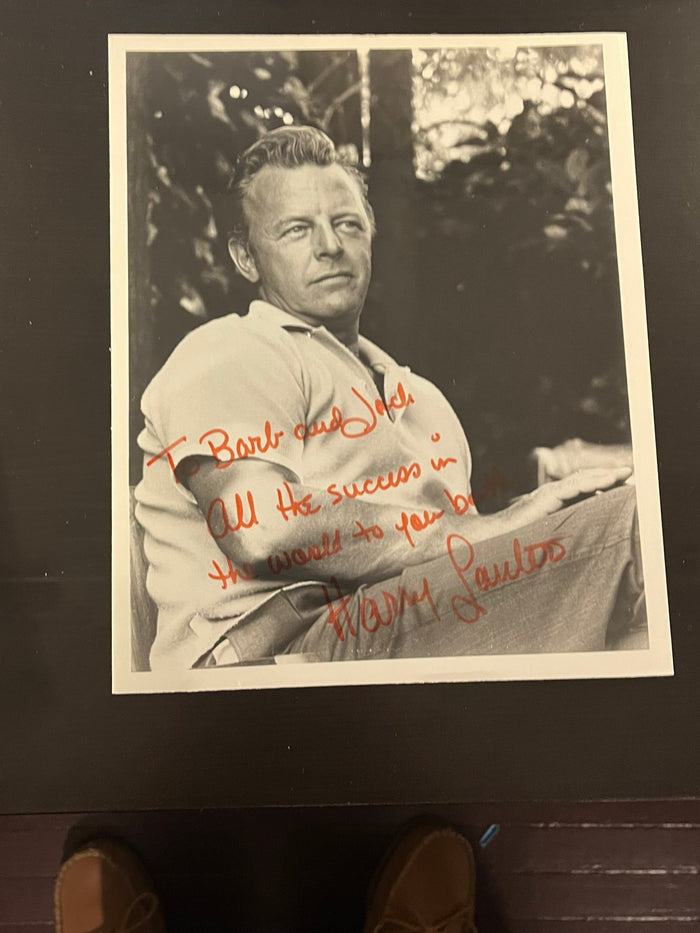 To Barb and Jack
All the success in
the world to you both
Harry Lauter